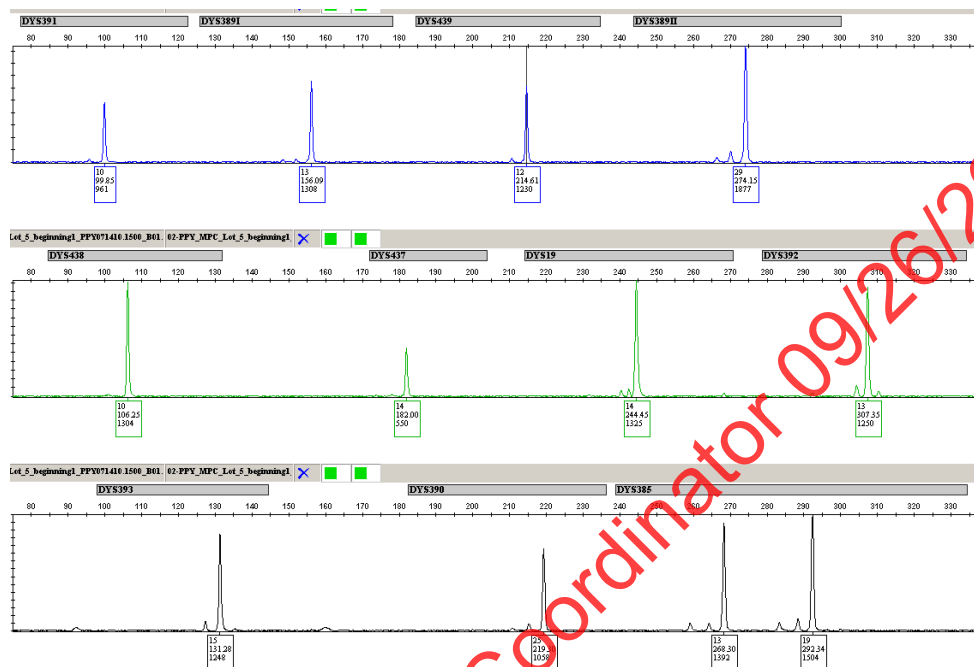 DYS391 DYS389I DYS439 DYS389II
80 90 100 110 120 130 140 150 160 170 180 190 200 210 220 230 240 250 260 270 280 290 300 310 320 330
10 13 12 29
99.85 156.09 214.61 274.15
961 1308 1230 1877
Lot_5_beginning1_PPY071410.1500_B01. 02-PPY_MPC_Lot_5_beginning1
DYS438 DYS437 DYS19 DYS392
80 90 100 110 120 130 140 150 160 170 180 190 200 210 220 230 240 250 260 270 280 290 300 310 320 330
10 14 14 13
106.25 182.00 244.45 307.35
1304 550 1325 1250
Lot_5_beginning1_PPY071410.1500_B01. 02-PPY_MPC_Lot_5_beginning1
DYS393 DYS390 DYS385
80 90 100 110 120 130 140 150 160 170 180 190 200 210 220 230 240 250 260 270 280 290 300 310 320 330
15 25 13 19
131.28 219.30 268.30 292.34
1248 1058 1392 1504
Coordinator 09/26/2